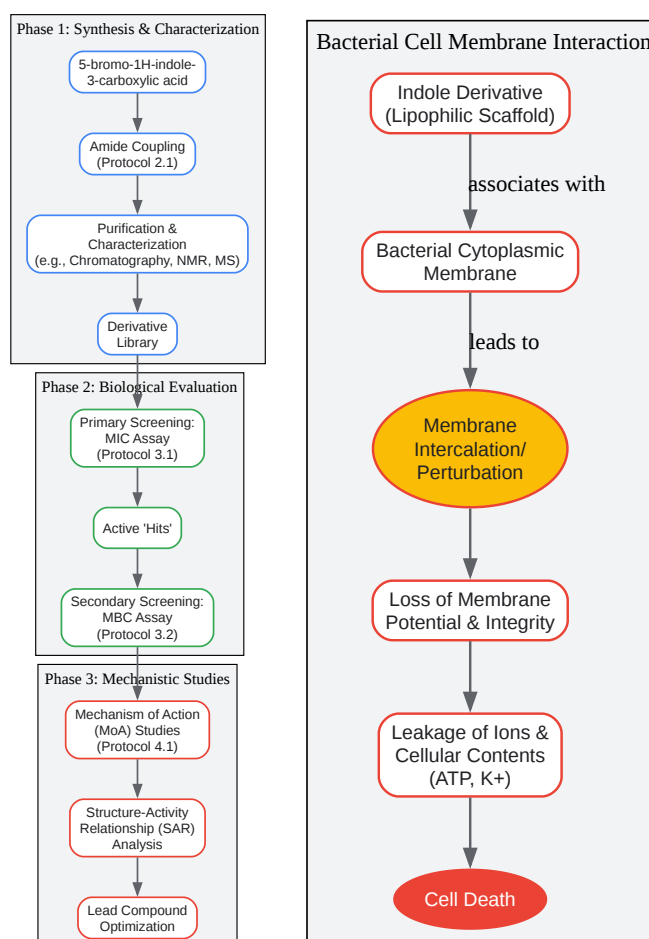 Phase 1: Synthesis & Characterization
5-bromo-1H-indole-
3-carboxylic acid
Amide Coupling
(Protocol 2.1)
Purification &
Characterization
(e.g., Chromatography, NMR, MS)
Derivative
Library
Phase 2: Biological Evaluation
Primary Screening:
MIC Assay
(Protocol 3.1)
Active 'Hits'
Secondary Screening:
MBC Assay
(Protocol 3.2)
Phase 3: Mechanistic Studies
Mechanism of Action
(MoA) Studies
(Protocol 4.1)
Structure-Activity
Relationship (SAR)
Analysis
Lead Compound
Optimization
Bacterial Cell Membrane Interaction
Indole Derivative
(Lipophilic Scaffold)
associates with
Bacterial Cytoplasmic
Membrane
leads to
Membrane
Intercalation/
Perturbation
Loss of Membrane
Potential & Integrity
Leakage of Ions &
Cellular Contents
(ATP, K+)
Cell Death